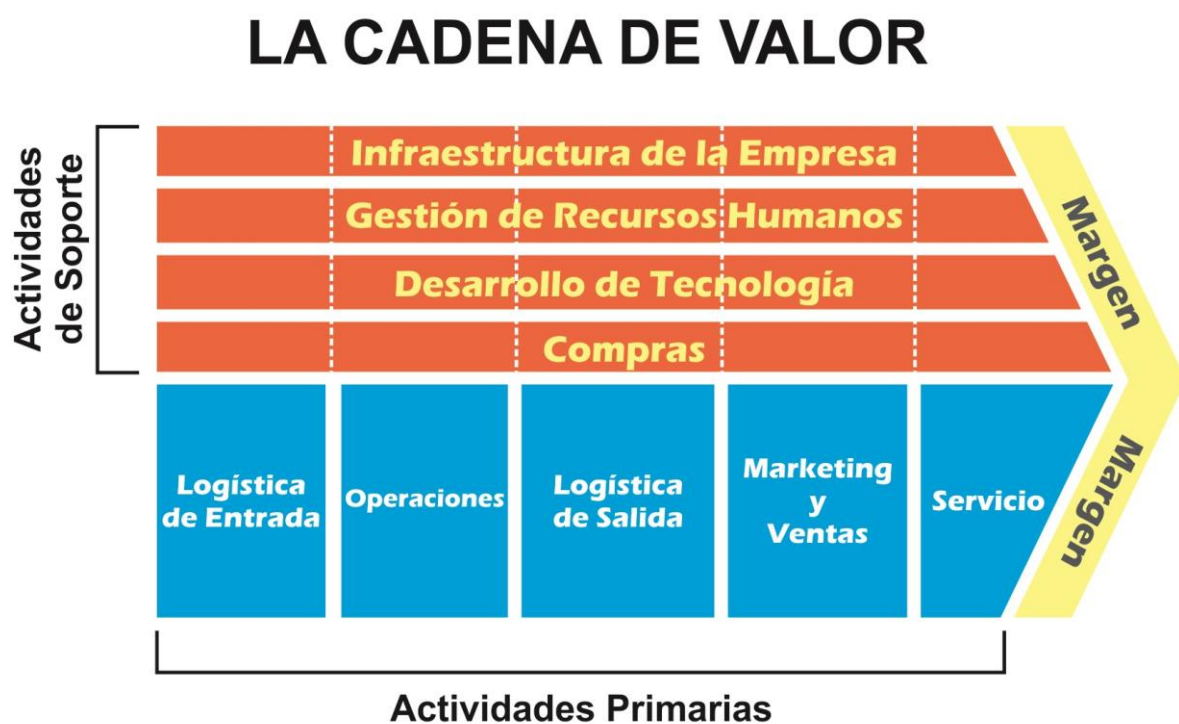 LA CADENA DE VALOR
Actividades
de Soporte
Infraestructura de la Empresa
Gestión de Recursos Humanos
Desarrollo de Tecnología
Compras
Margen
Logística
de Entrada
Operaciones
Logística
de Salida
Marketing
y
Ventas
Servicio
Margen
Actividades Primarias